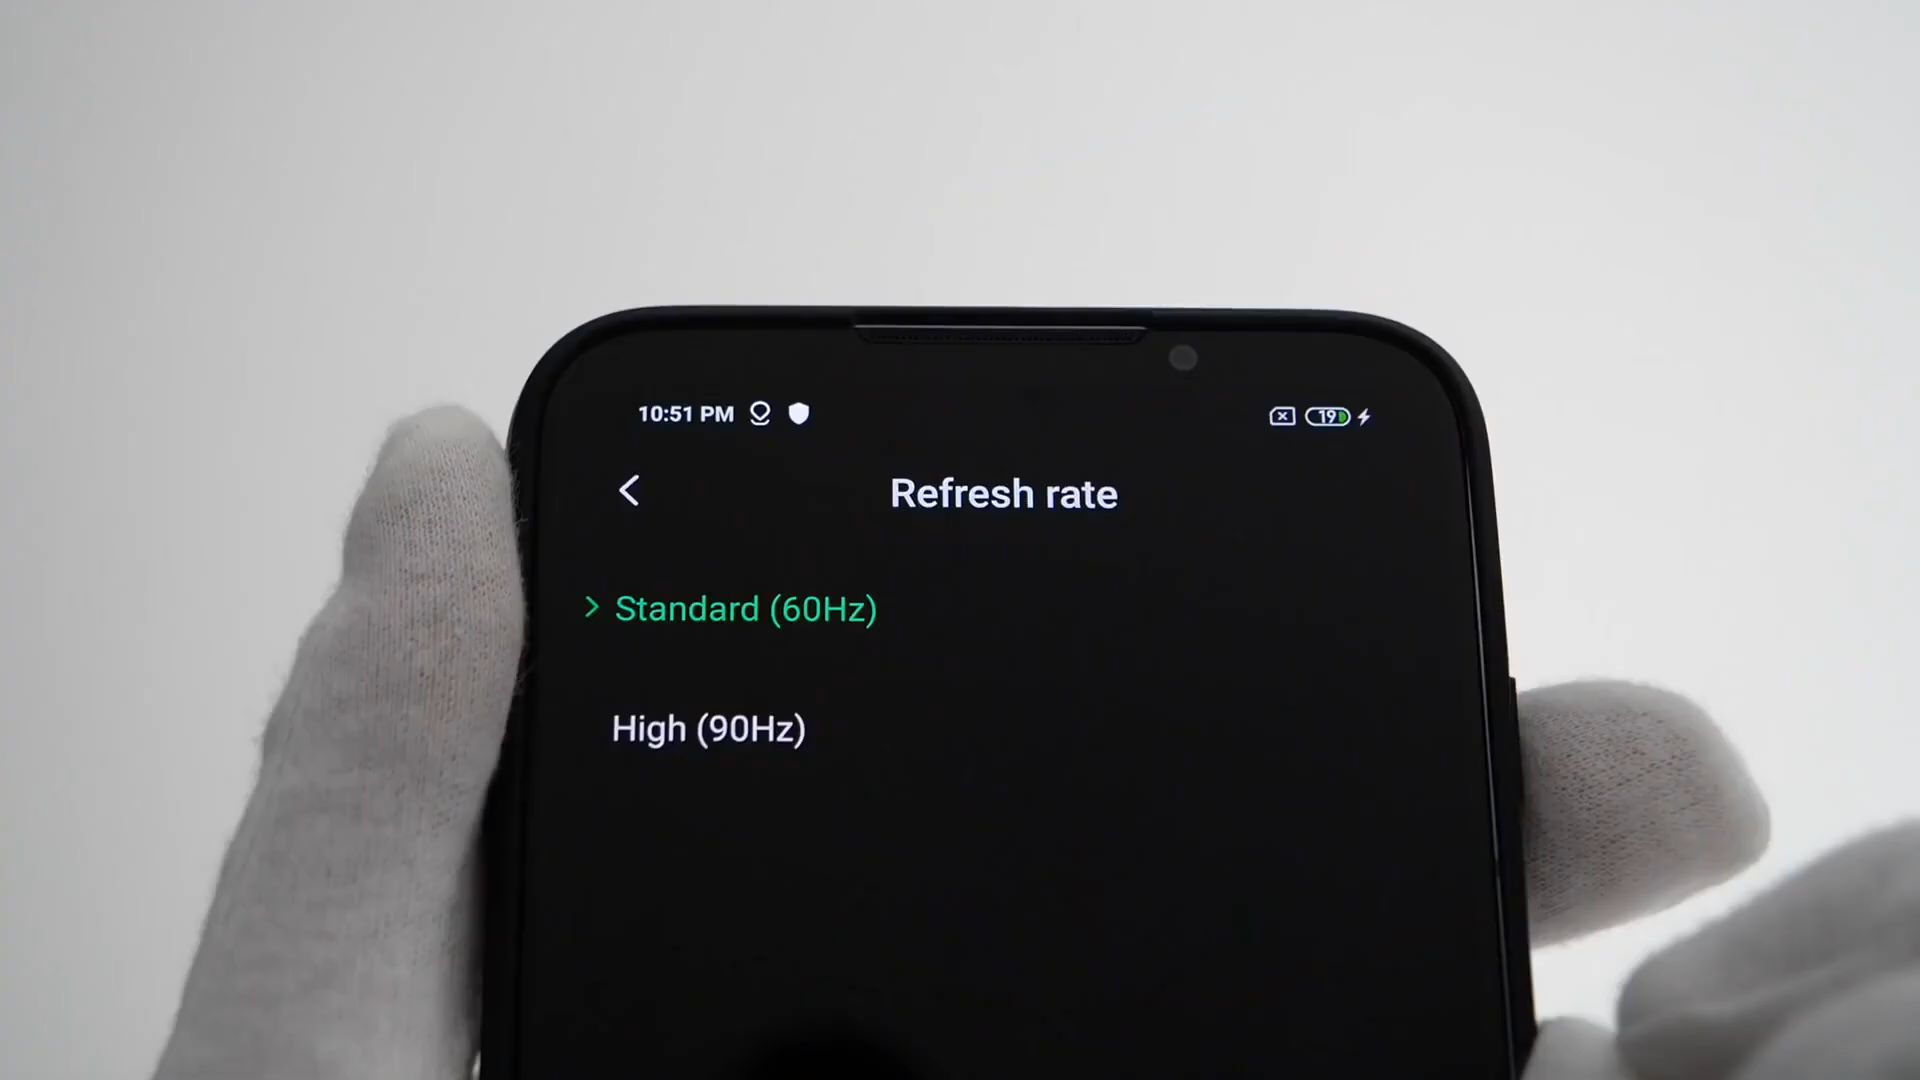 10:51 PM 19
Refresh rate
> Standard (60Hz)
High (90Hz)